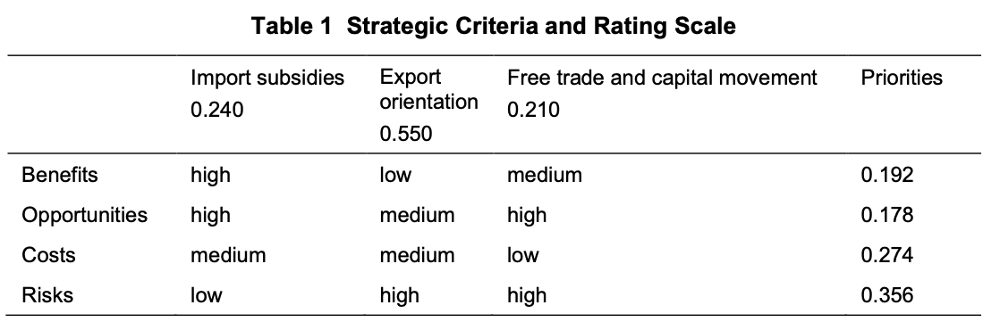 Table 1 Strategic Criteria and Rating Scale
Import subsidies Export orientation Free trade and capital movement Priorities
0.240 0.550 0.210
Benefits high low medium 0.192
Opportunities high medium high 0.178
Costs medium medium low 0.274
Risks low high high 0.356